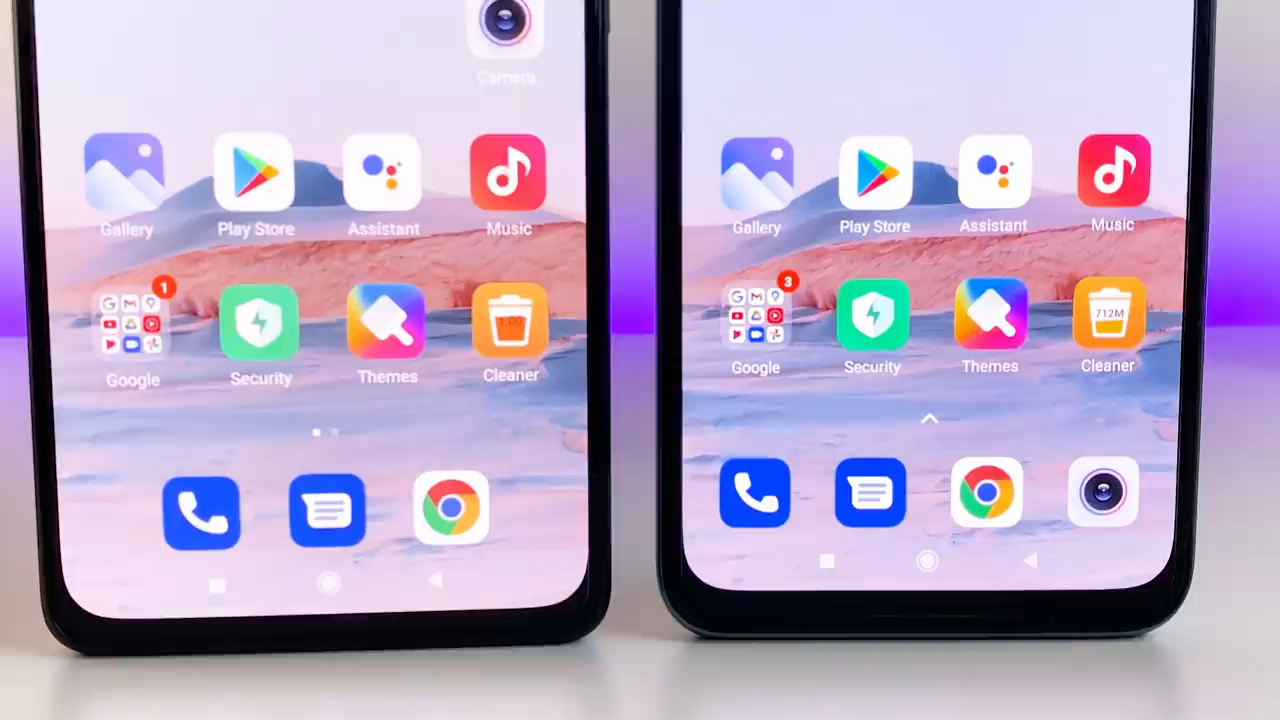 Camera
Gallery
Play Store
Assistant
Music
1
Google
Security
Themes
Cleaner
Gallery
Play Store
Assistant
Music
3
712M
Google
Security
Themes
Cleaner